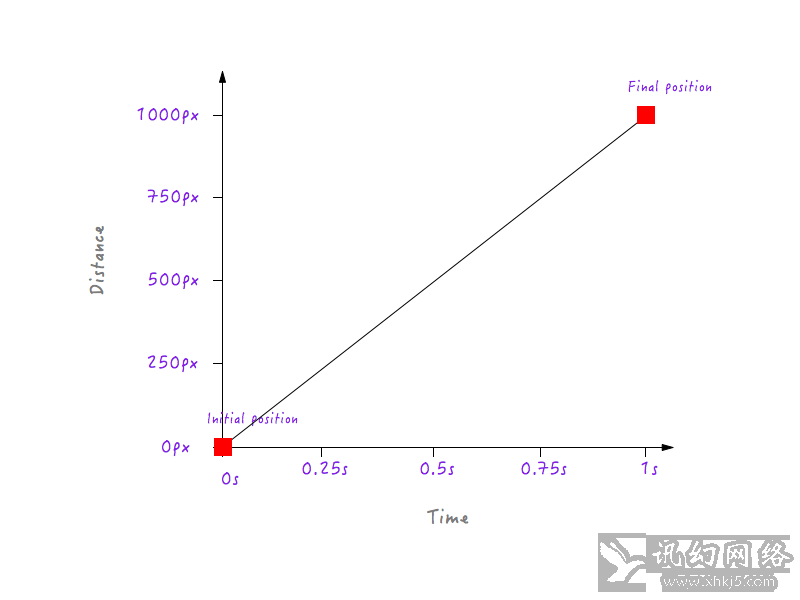 Final position
1000px
750px
Distance
500px
250px
Initial position
0px
0s
0.25s
0.5s
0.75s
1s
Time
讯幻网络
www.xhkj5.com